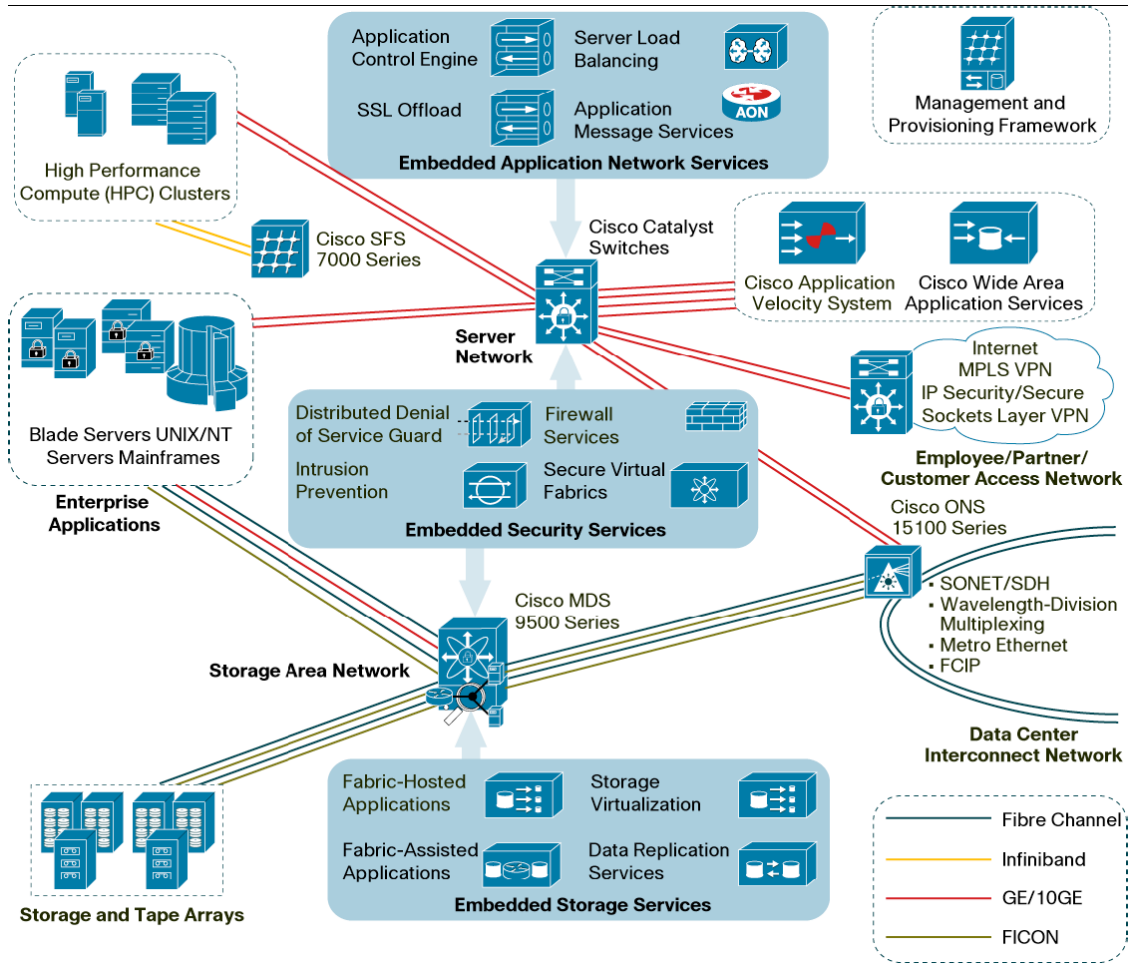 Application
Control Engine
Server Load
Balancing
SSL Offload
Application
Message Services
AON
Embedded Application Network Services
Management and
Provisioning Framework
High Performance
Compute (HPC) Clusters
Cisco SFS
7000 Series
Cisco Catalyst
Switches
Cisco Application
Velocity System
Cisco Wide Area
Application Services
Server
Network
Internet
MPLS VPN
IP Security/Secure
Sockets Layer VPN
Employee/Partner/
Customer Access Network
Blade Servers UNIX/NT
Servers Mainframes
Enterprise
Applications
Distributed Denial
of Service Guard
Firewall
Services
Intrusion
Prevention
Secure Virtual
Fabrics
Embedded Security Services
Cisco ONS
15100 Series
▪ SONET/SDH
▪ Wavelength-Division
Multiplexing
▪ Metro Ethernet
▪ FCIP
Data Center
Interconnect Network
Cisco MDS
9500 Series
Storage Area Network
Storage and Tape Arrays
Fabric-Hosted
Applications
Storage
Virtualization
Fabric-Assisted
Applications
Data Replication
Services
Embedded Storage Services
Fibre Channel
Infiniband
GE/10GE
FICON